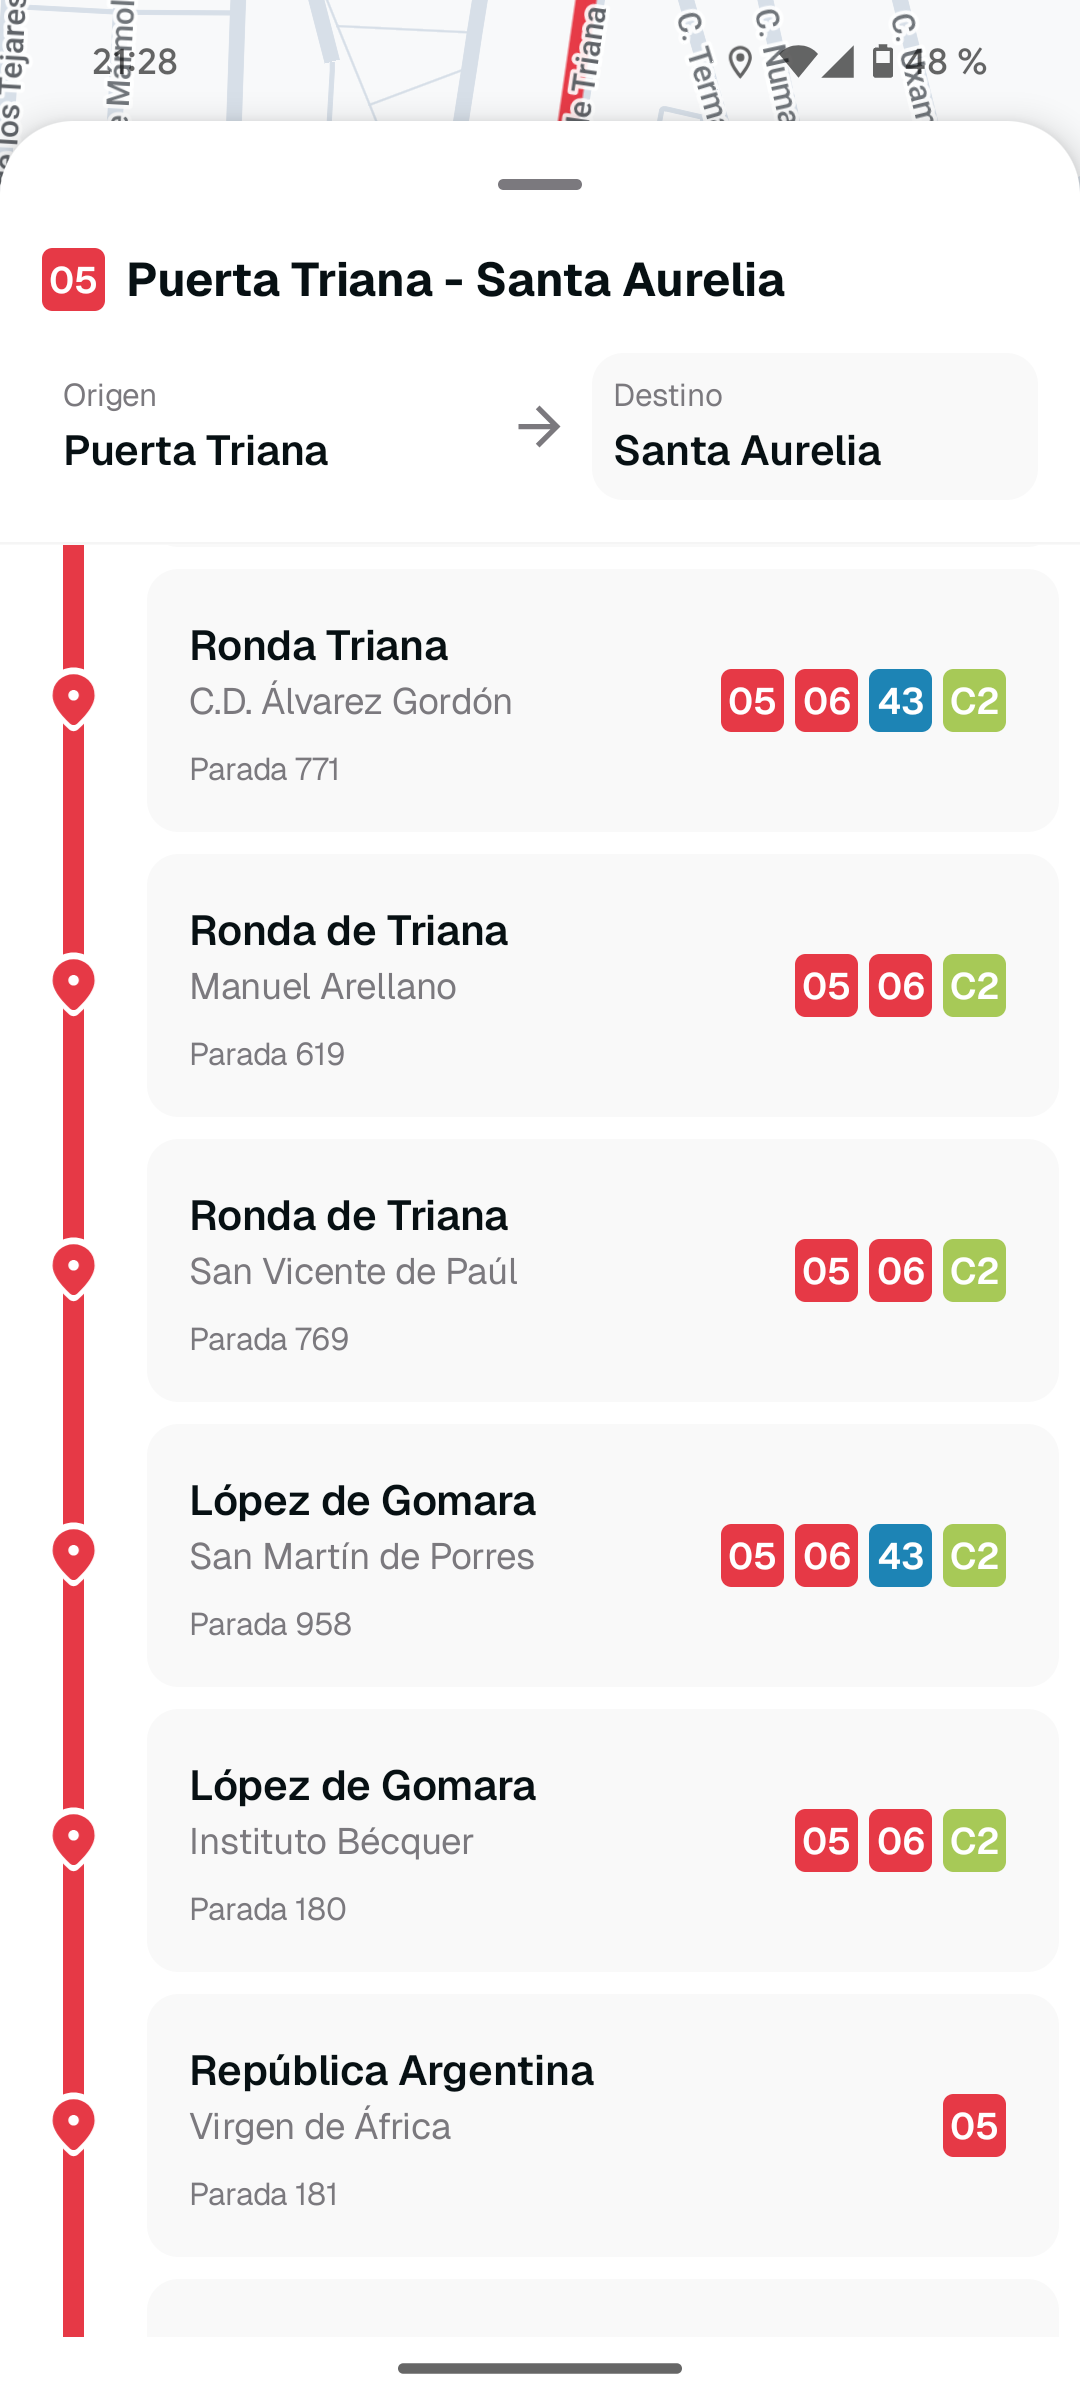 21:28
48 %
de Triana
05 Puerta Triana - Santa Aurelia
Origen
Puerta Triana
Destino
Santa Aurelia
Ronda Triana
C.D. Álvarez Gordón
05 06 43 C2
Parada 771
Ronda de Triana
Manuel Arellano
05 06 C2
Parada 619
Ronda de Triana
San Vicente de Paúl
05 06 C2
Parada 769
López de Gomara
San Martín de Porres
05 06 43 C2
Parada 958
López de Gomara
Instituto Bécquer
05 06 C2
Parada 180
República Argentina
Virgen de África
05
Parada 181